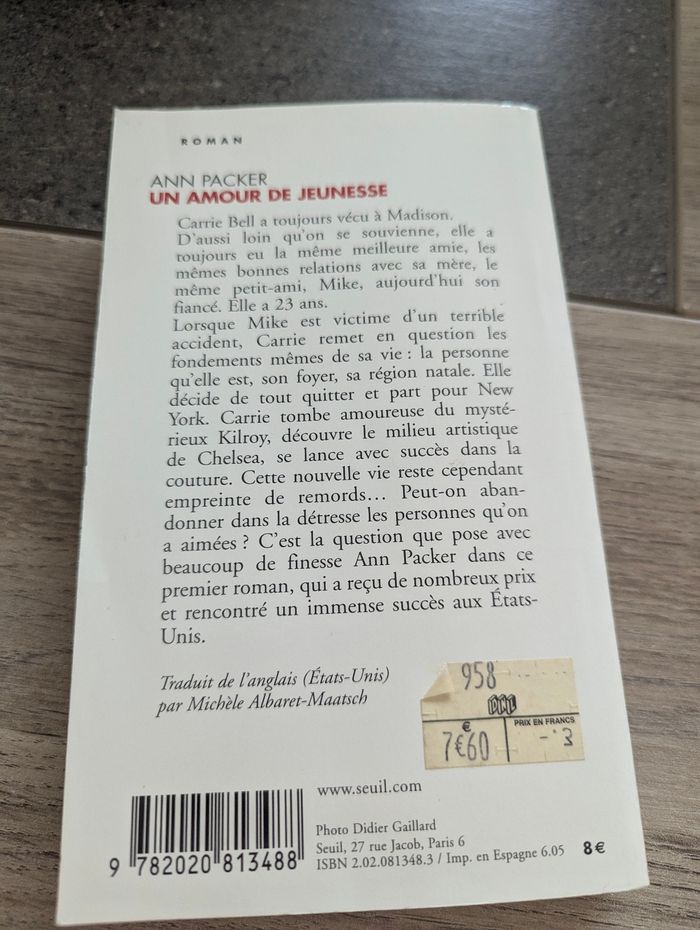 ROMAN
ANN PACKER
UN AMOUR DE JEUNESSE
Carrie Bell a toujours vécu à Madison.
D'aussi loin qu'on se souvienne, elle a
toujours eu la même meilleure amie, les
mêmes bonnes relations avec sa mère, le
même petit-ami, Mike, aujourd'hui son
fiancé. Elle a 23 ans.
Lorsque Mike est victime d'un terrible
accident, Carrie remet en question les
fondements mêmes de sa vie : la personne
qu'elle est, son foyer, sa région natale. Elle
décide de tout quitter et part pour New
York. Carrie tombe amoureuse du mysté-
rieux Kilroy, découvre le milieu artistique
de Chelsea, se lance avec succès dans la
couture. Cette nouvelle vie reste cependant
empreinte de remords... Peut-on aban-
donner dans la détresse les personnes qu'on
a aimées ? C'est la question que pose avec
beaucoup de finesse Ann Packer dans ce
premier roman, qui a reçu de nombreux prix
et rencontré un immense succès aux États-
Unis.
Traduit de l'anglais (États-Unis)
par Michèle Albaret-Maatsch
958
€
PRIX EN FRANCS
7€60
www.seuil.com
Photo Didier Gaillard
Seuil, 27 rue Jacob, Paris 6
ISBN 2.02.081348.3 / Imp. en Espagne 6.05
8 €
9 782020 813488